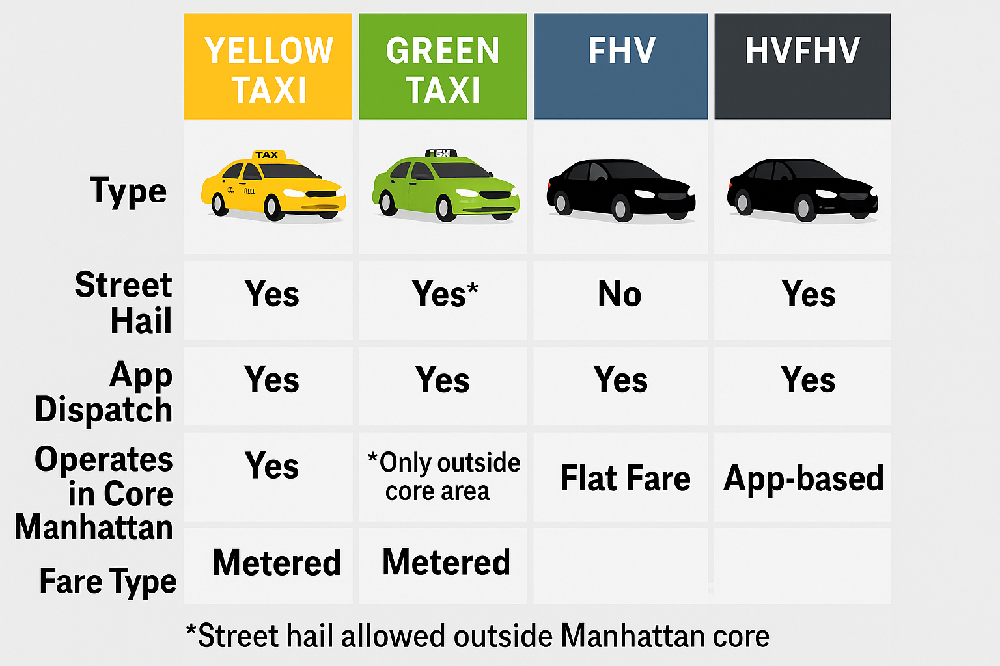 YELLOW
TAXI
GREEN
TAXI
FHV
HVFHV
Type
TAX
Street
Hail
Yes
Yes*
No
Yes
App
Dispatch
Yes
Yes
Yes
Yes
Operates
in Core
Manhattan
Yes
*Only outside
core area
Flat Fare
App-based
Fare Type
Metered
Metered
*Street hail allowed outside Manhattan core